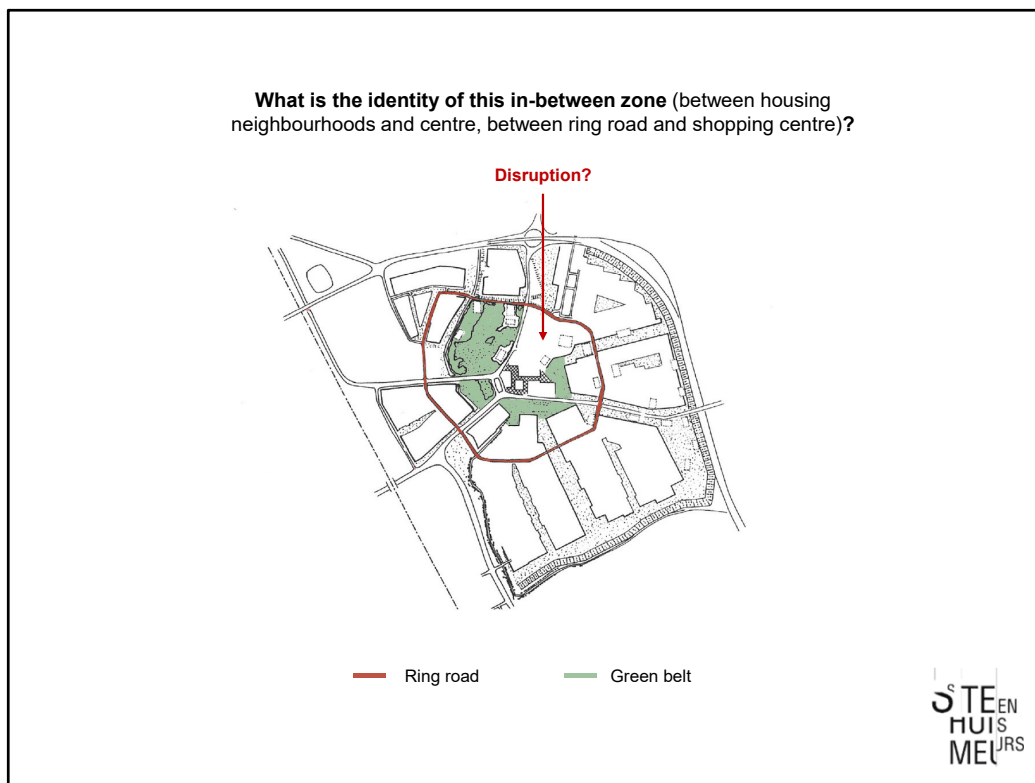 What is the identity of this in-between zone (between housing
neighbourhoods and centre, between ring road and shopping centre)?
Disruption?
Ring road
Green belt
STEEN
HUIS
MEURS